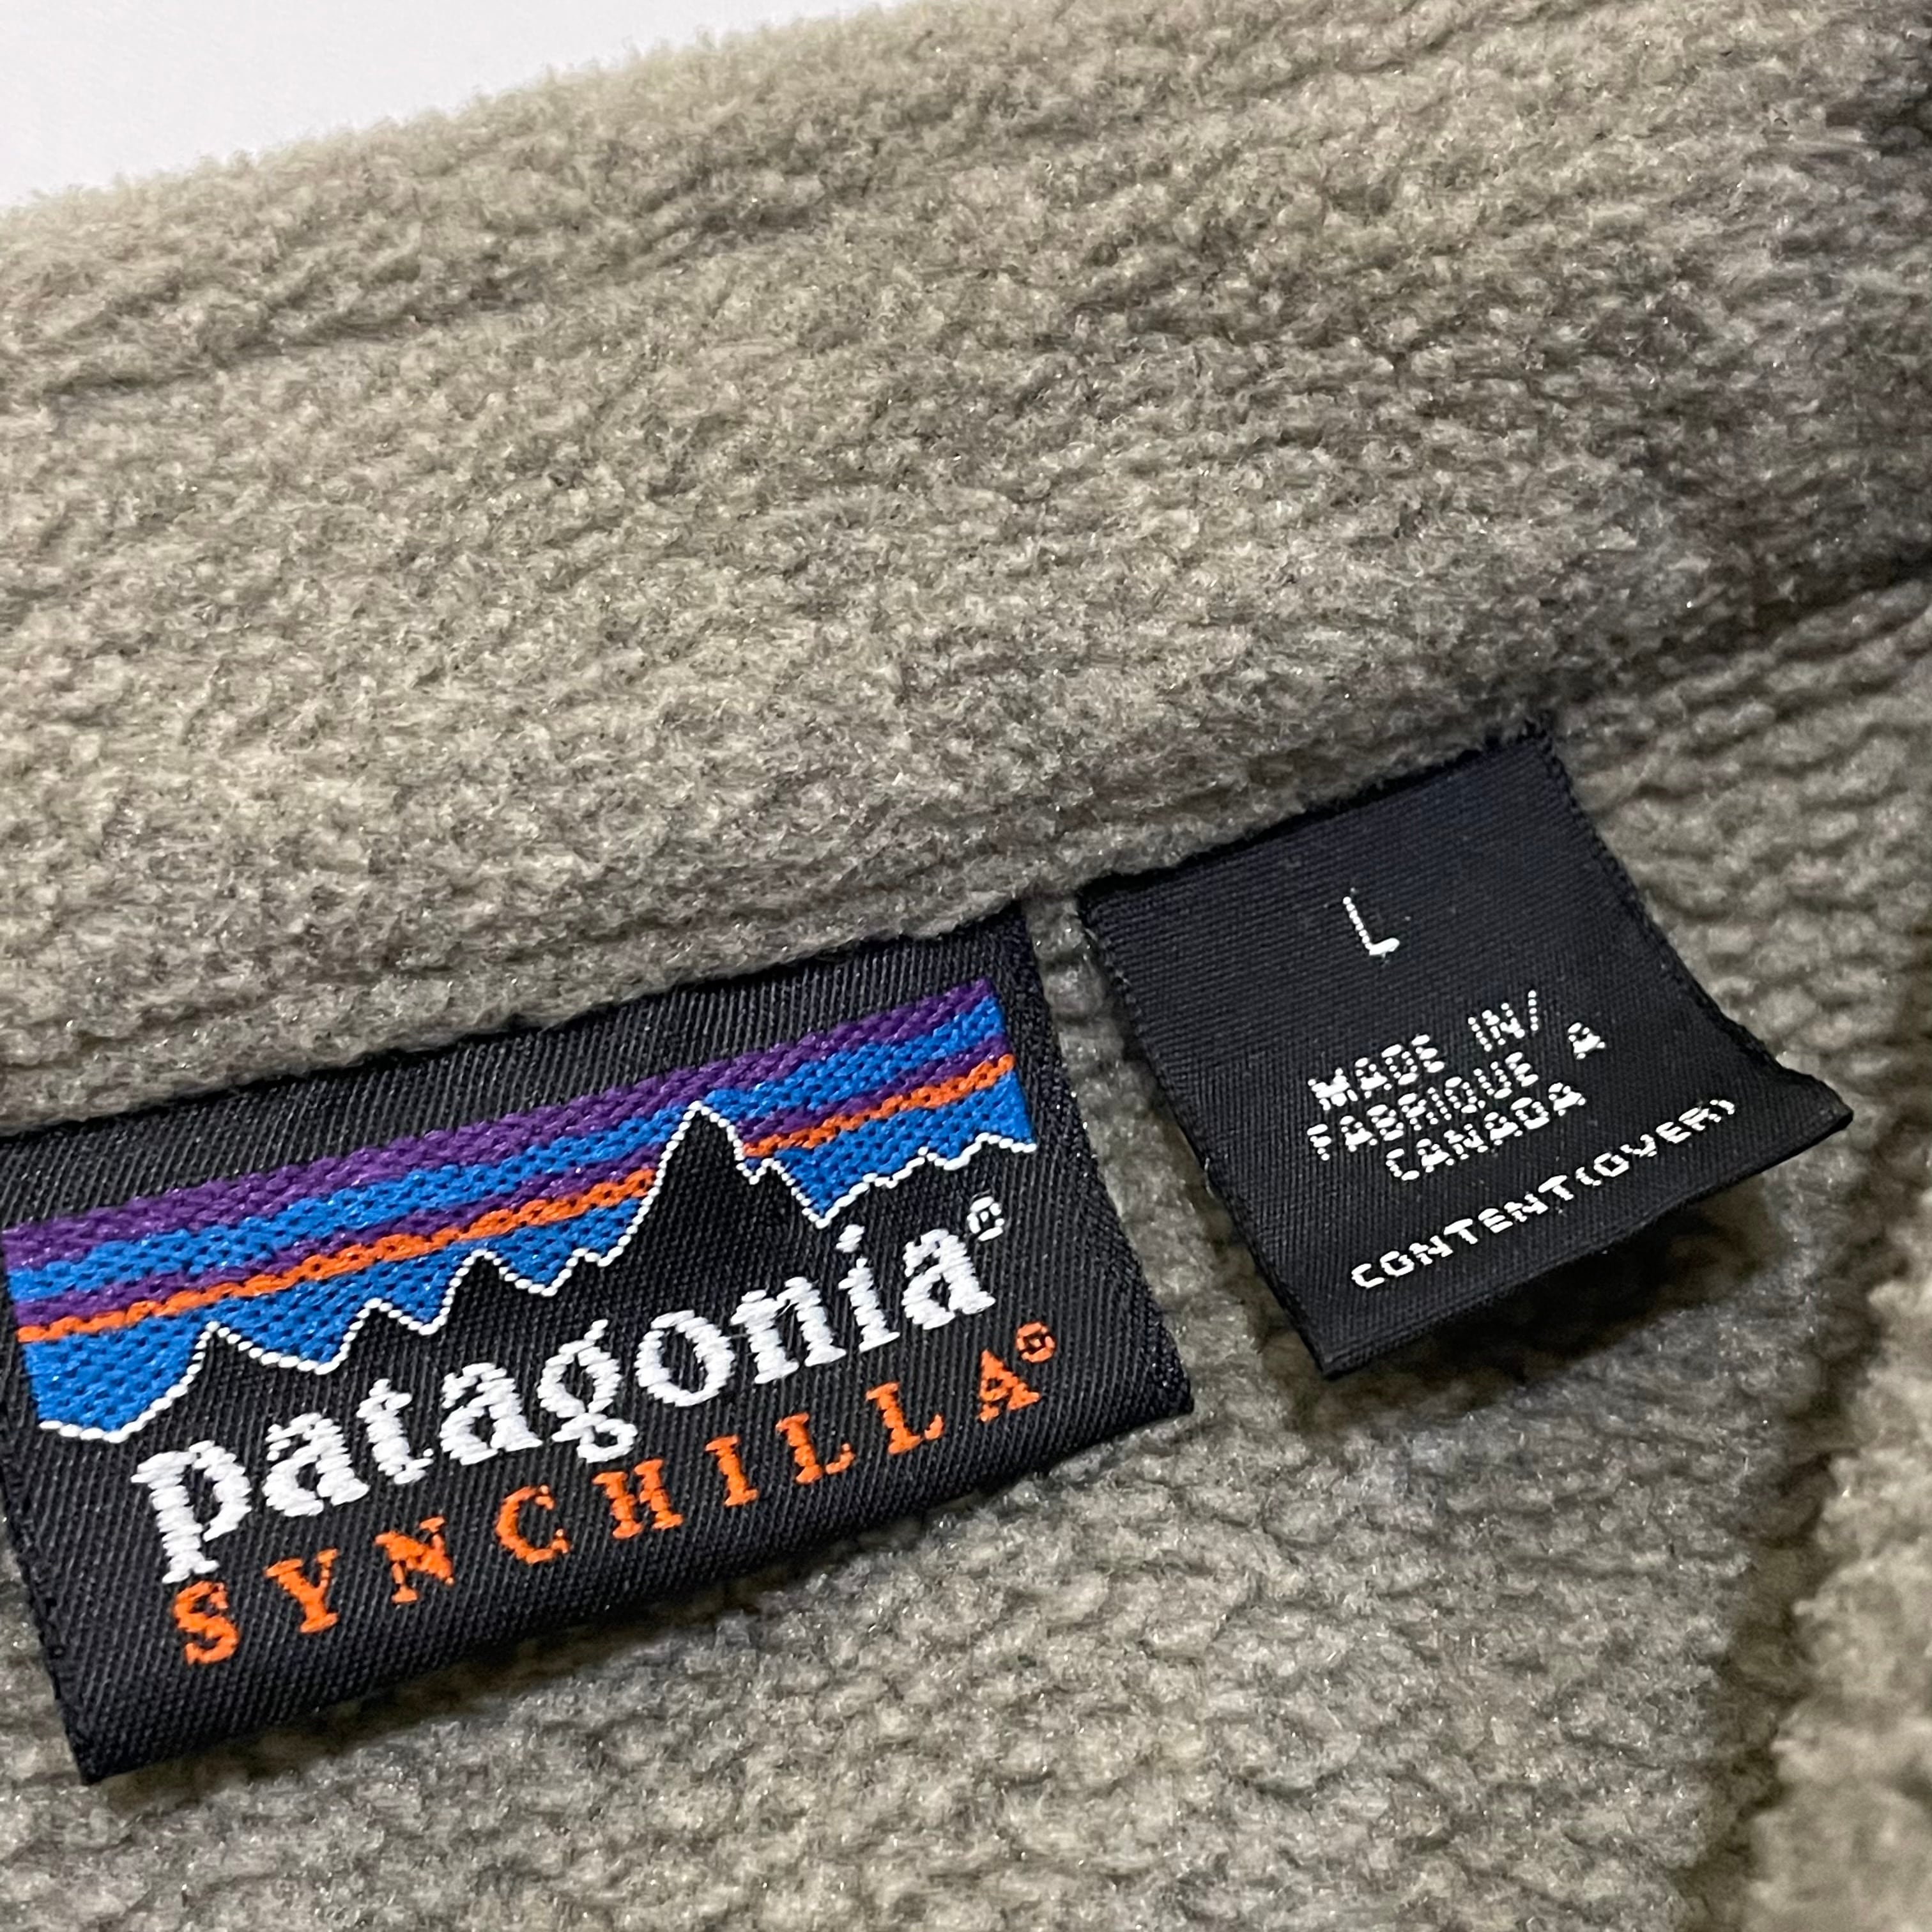 patagonia®
SYNCHILLA®
L
MADE IN/
FABRIQUE A
CANADA
CONTENT(OVER)